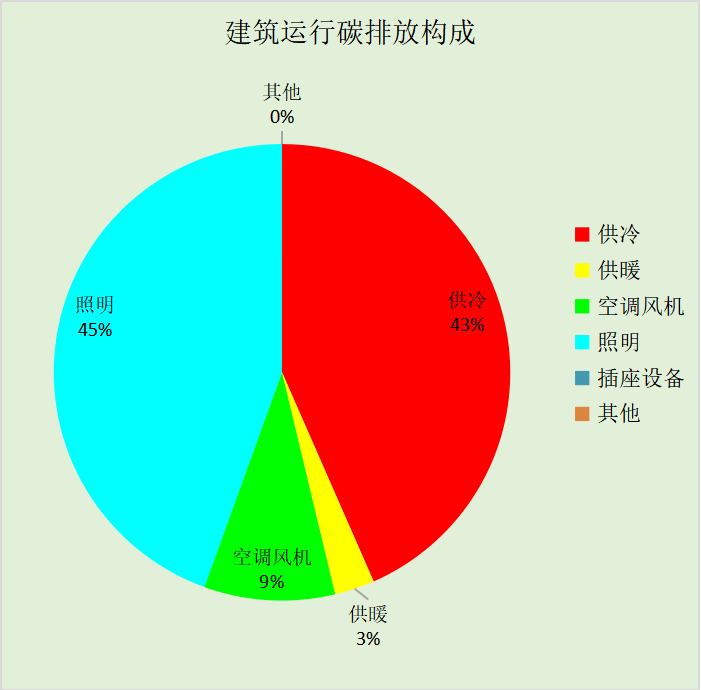 建筑运行碳排放构成
其他
0%
供冷
43%
照明
45%
空调风机
9%
供暖
3%
供冷
供暖
空调风机
照明
插座设备
其他